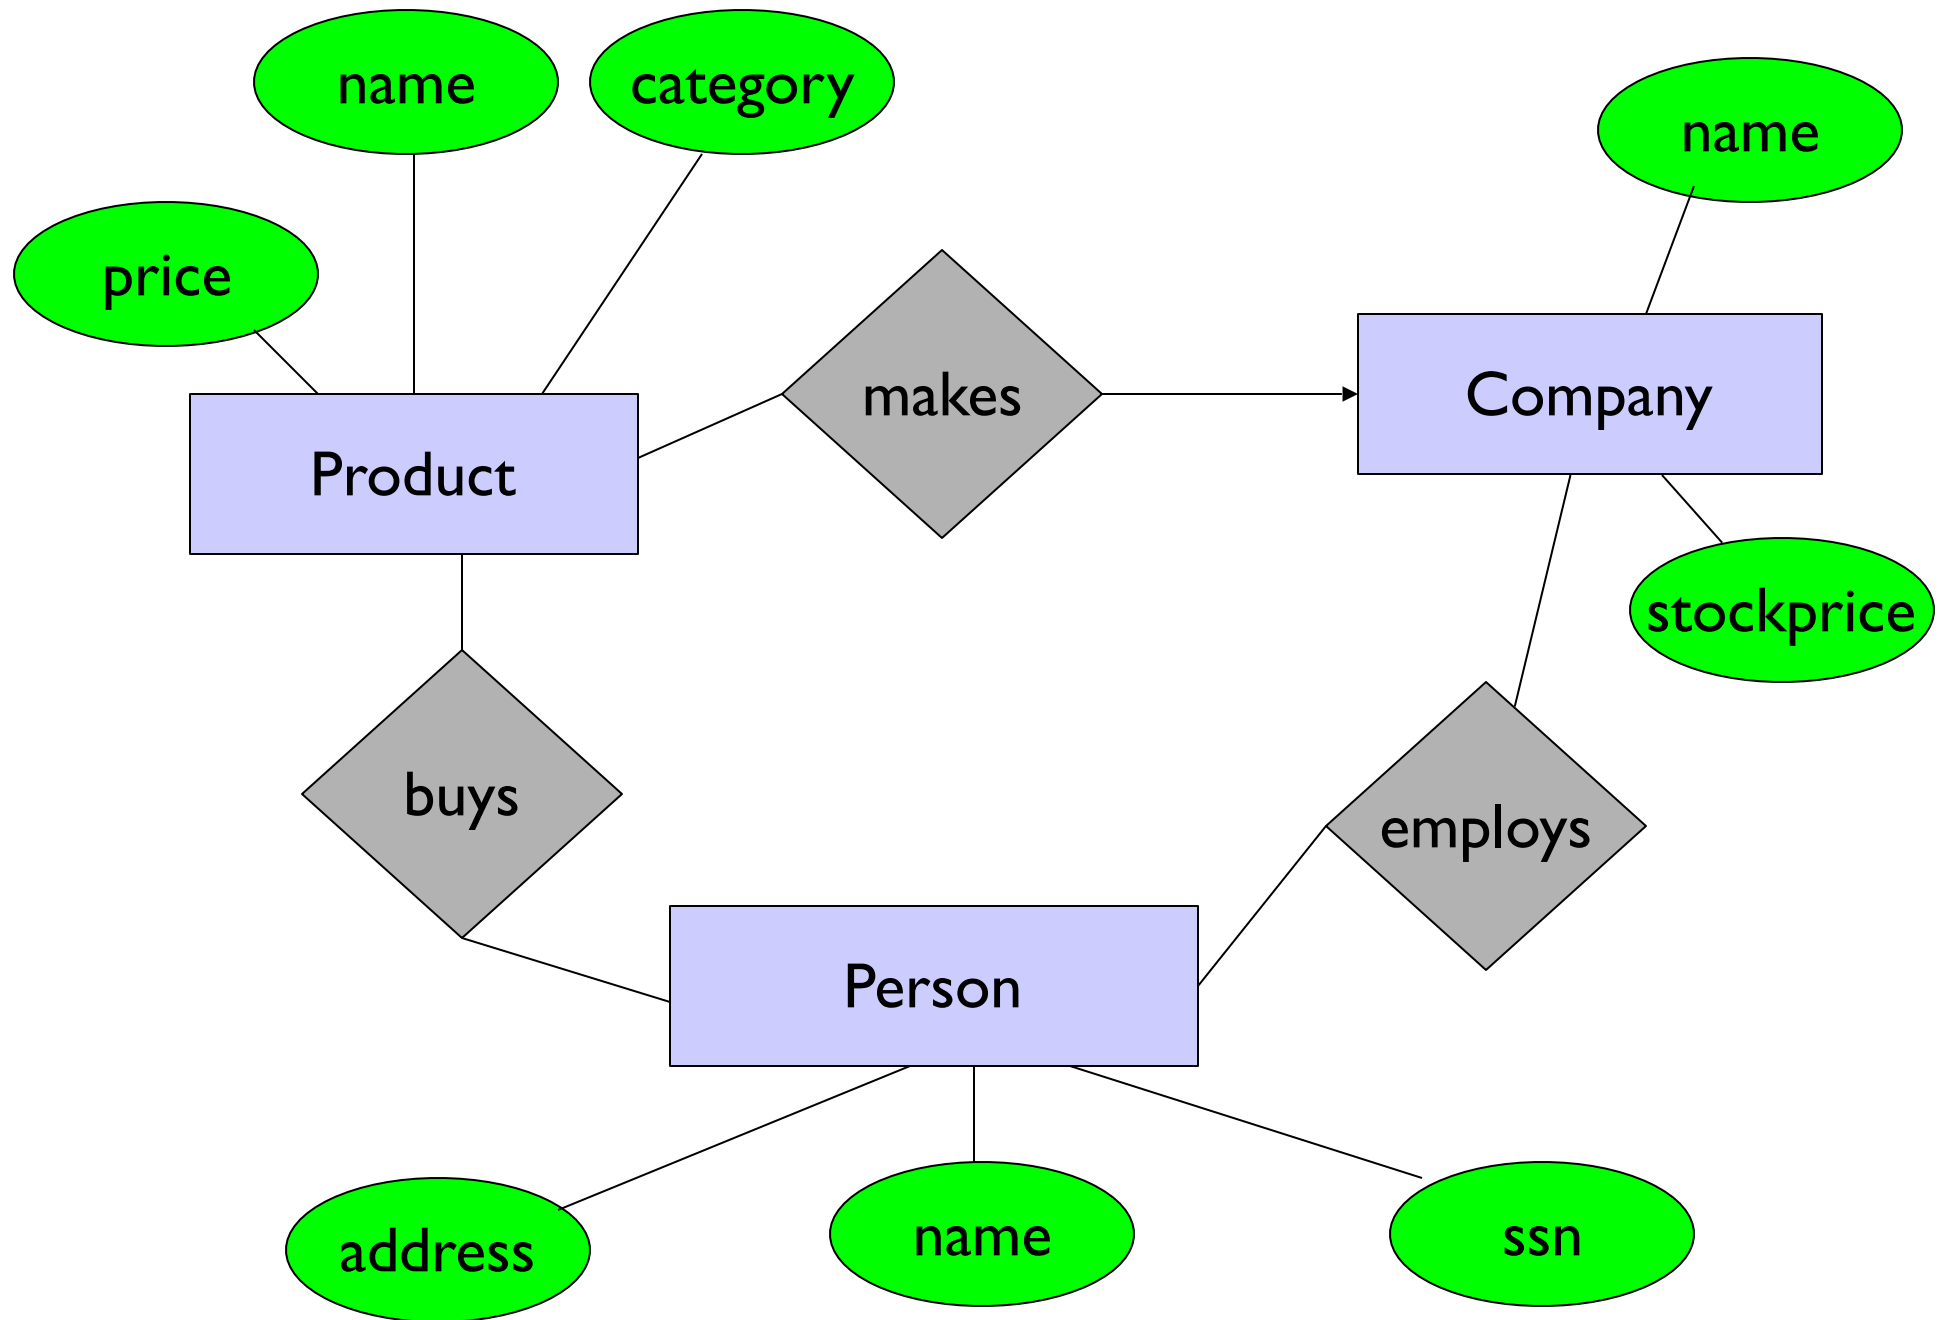 name
category
name
price
makes
Company
Product
stockprice
buys
employs
Person
address
name
ssn